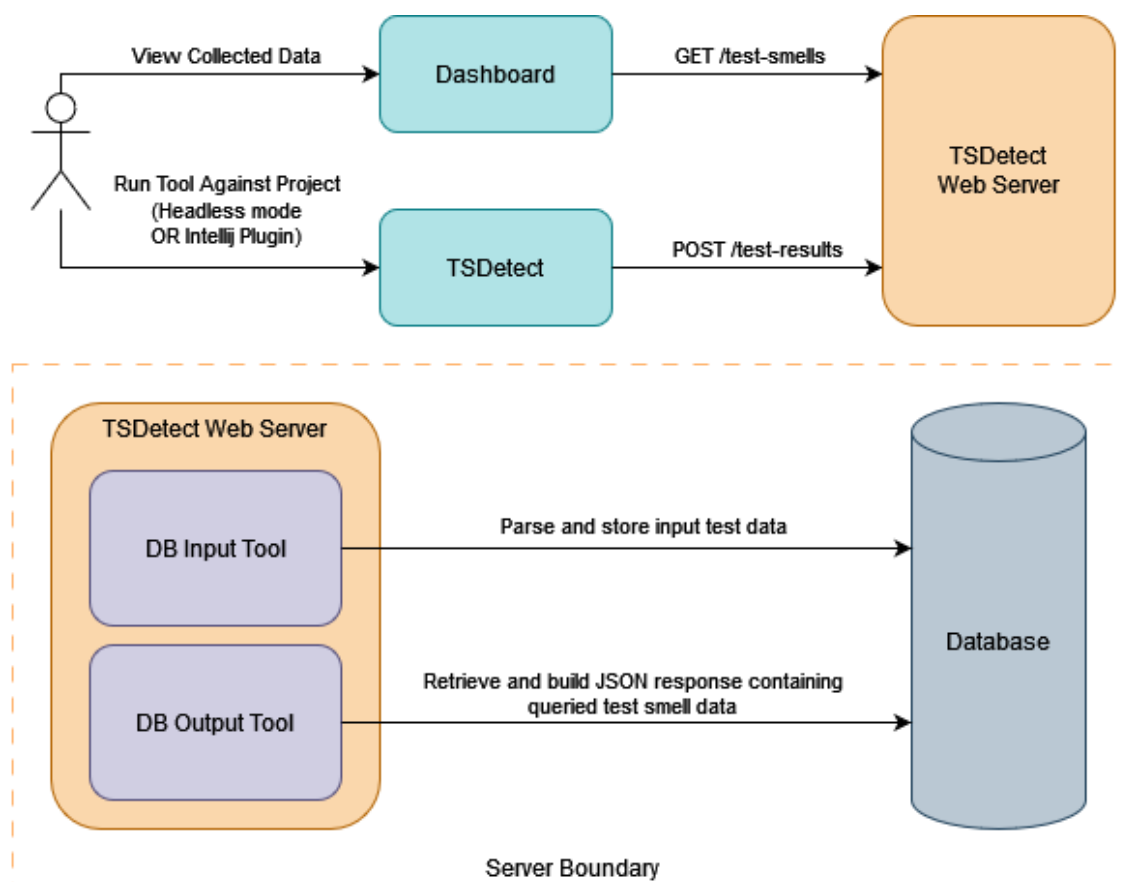 View Collected Data
Dashboard
GET /test-smells
TSDetect
Web Server
Run Tool Against Project
(Headless mode
OR Intellij Plugin)
TSDetect
POST /test-results
TSDetect Web Server
DB Input Tool
Parse and store input test data
Database
DB Output Tool
Retrieve and build JSON response containing
queried test smell data
Server Boundary